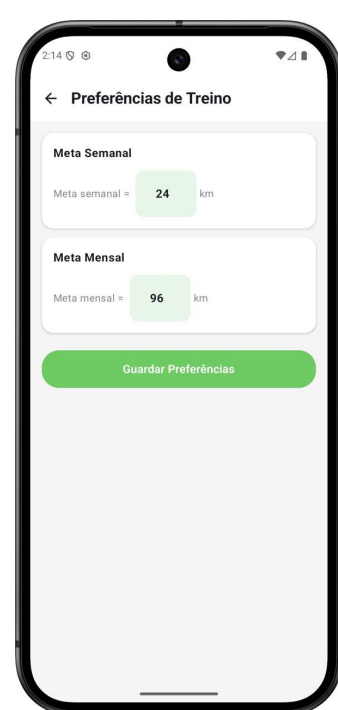 2:14
Preferências de Treino
Meta Semanal
Meta semanal = 24 km
Meta Mensal
Meta mensal = 96 km
Guardar Preferências